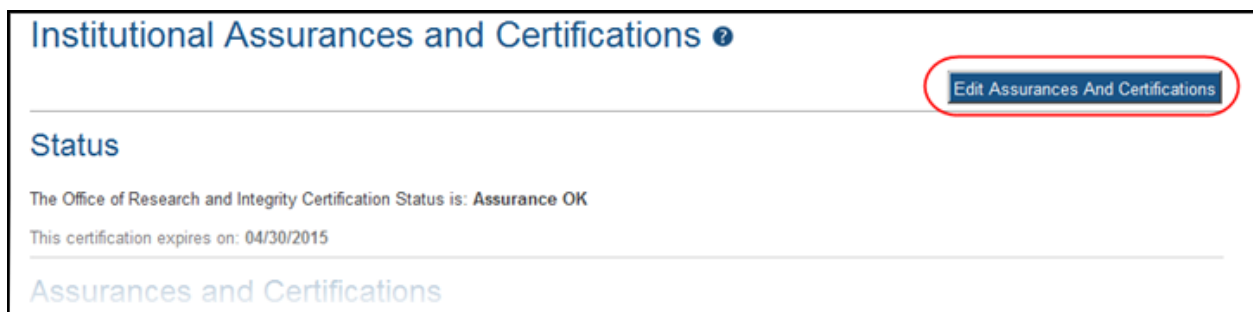 Institutional Assurances and Certifications ?
Edit Assurances And Certifications
Status
The Office of Research and Integrity Certification Status is: Assurance OK
This certification expires on: 04/30/2015
Assurances and Certifications